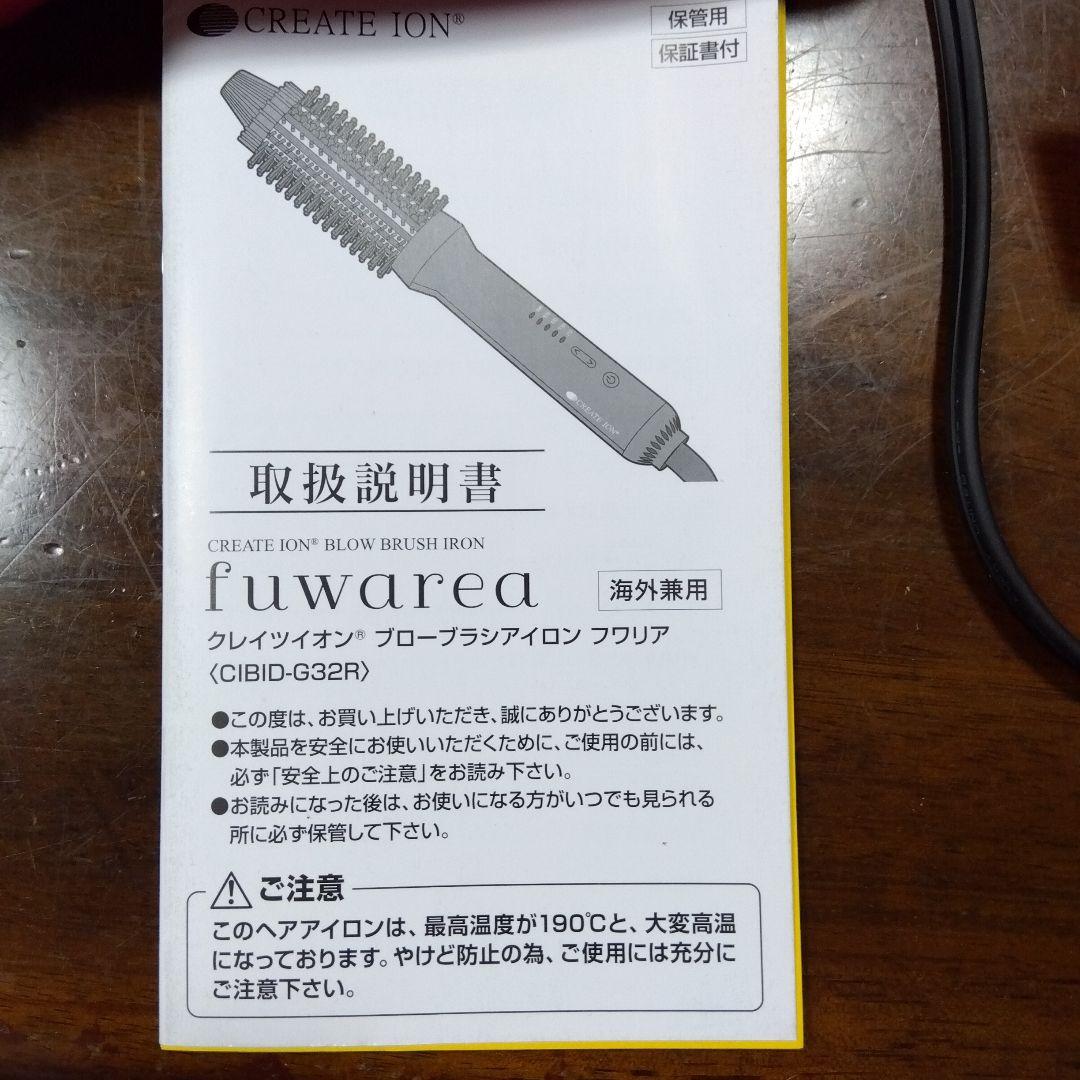 CREATE ION®
保管用
保証書付
CREATE ION®
取扱説明書
CREATE ION® BLOW BRUSH IRON
fuwarea
海外兼用
クレイツイオン® ブローブラシアイロン フワリア
〈CIBID-G32R〉
●この度は、お買い上げいただき、誠にありがとうございます。
●本製品を安全にお使いいただくために、ご使用の前には、
必ず「安全上のご注意」をお読み下さい。
●お読みになった後は、お使いになる方がいつでも見られる
所に必ず保管して下さい。
ご注意
このヘアアイロンは、最高温度が190℃と、大変高温
になっております。やけど防止の為、ご使用には充分に
ご注意下さい。